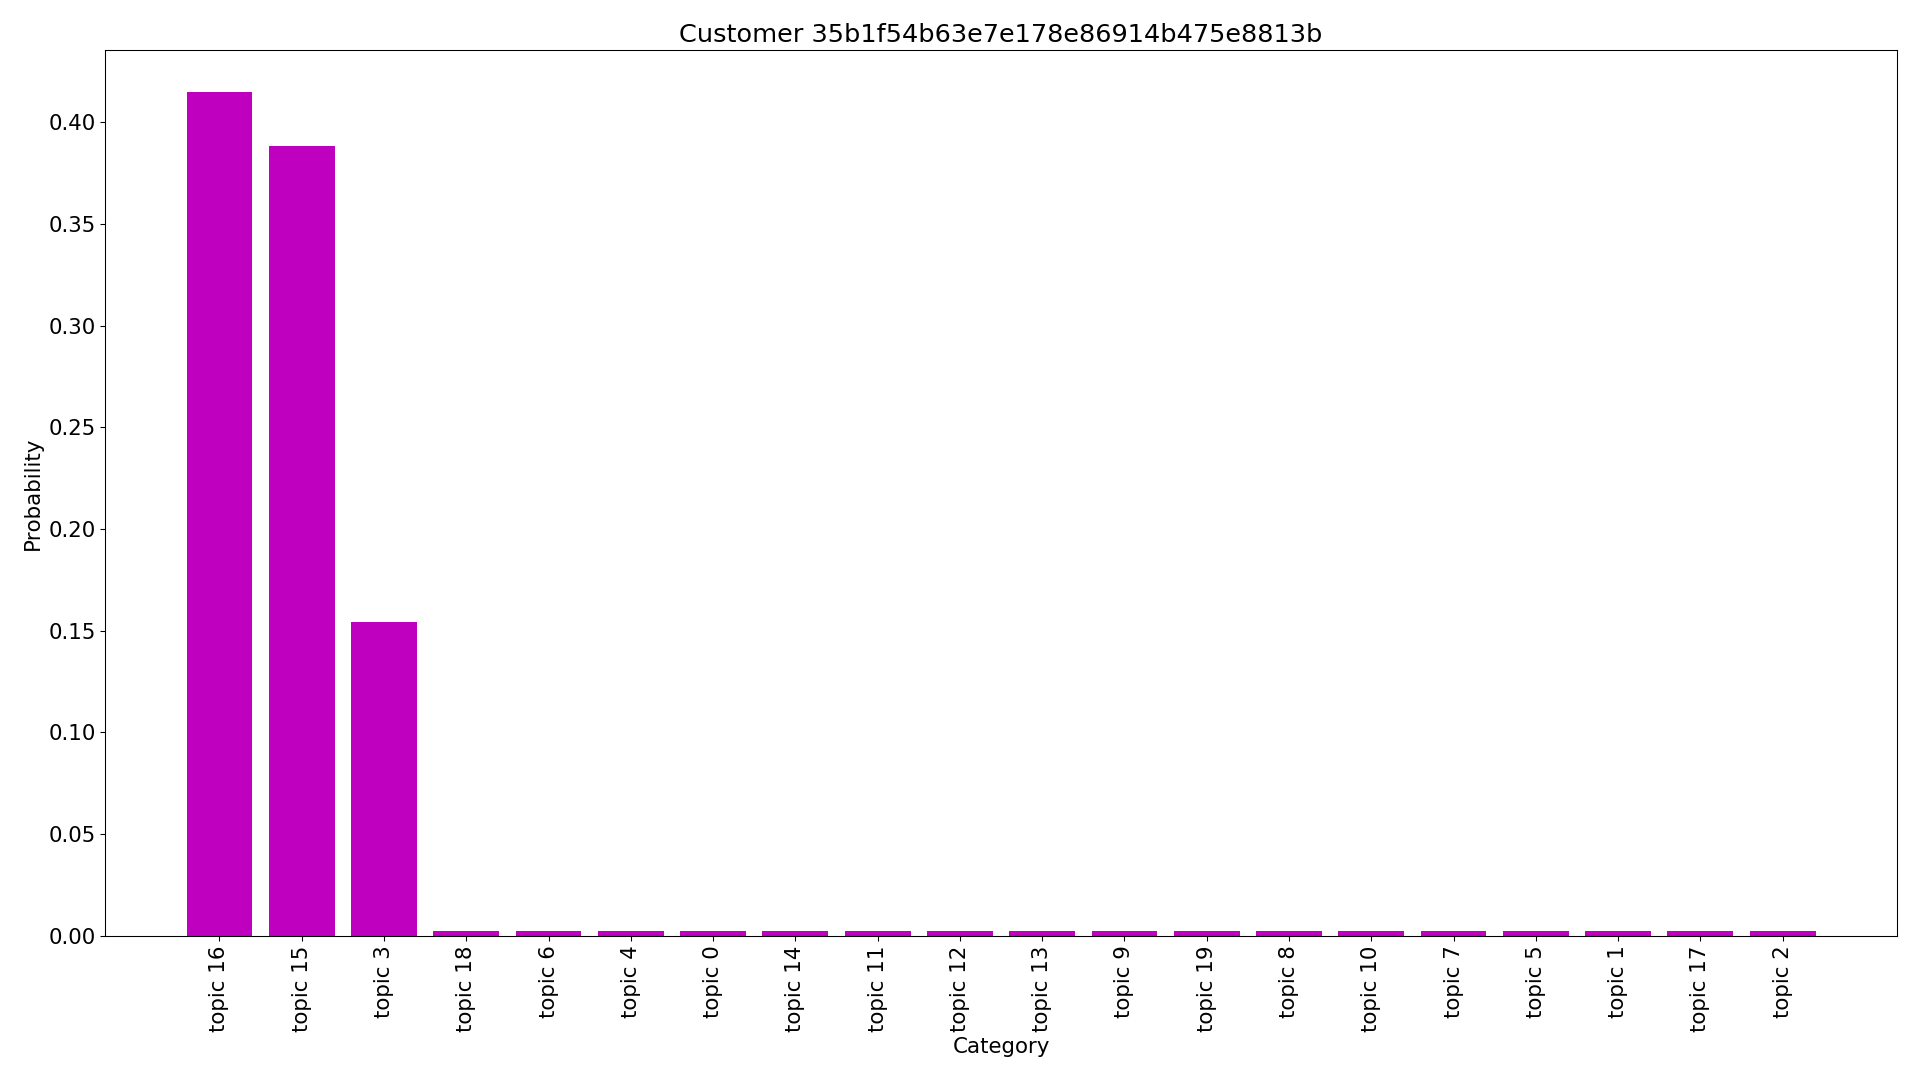 Customer 35b1f54b63e7e178e86914b475e8813b
Probability
0.40
0.35
0.30
0.25
0.20
0.15
0.10
0.05
0.00
topic 16
topic 15
topic 3
topic 18
topic 6
topic 4
topic 0
topic 14
topic 11
topic 12
topic 13
topic 9
topic 19
topic 8
topic 10
topic 7
topic 5
topic 1
topic 17
topic 2
Category